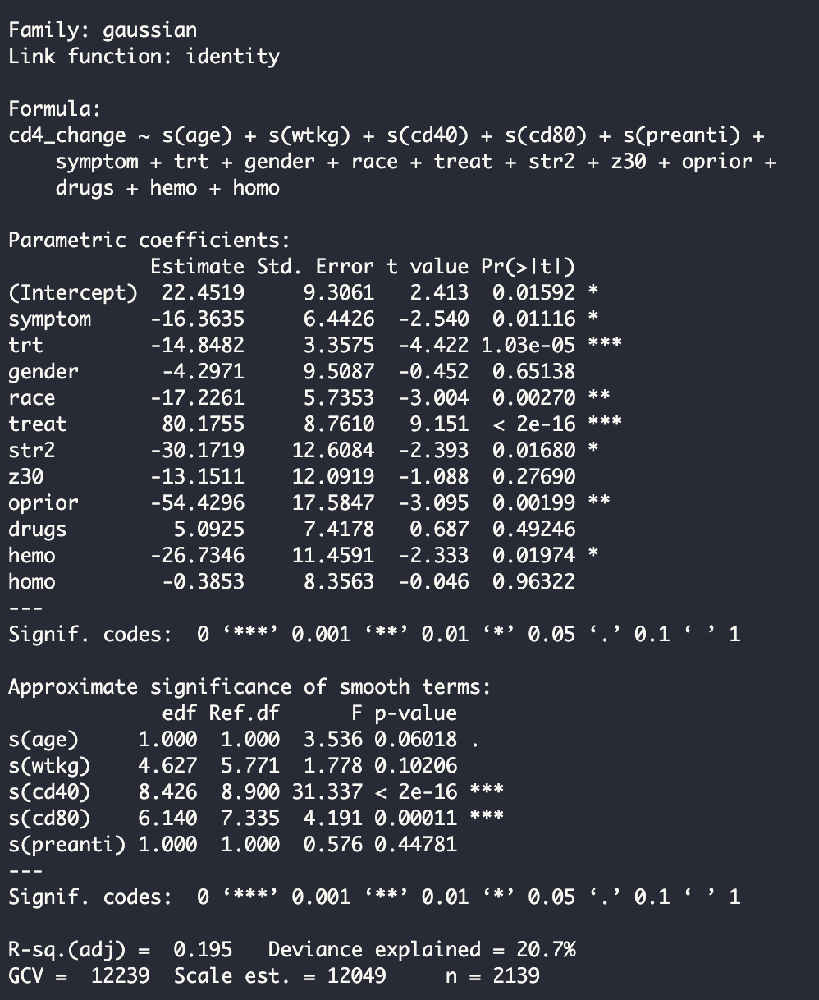 Family: gaussian
Link function: identity

Formula:
cd4_change ~ s(age) + s(wtkg) + s(cd40) + s(cd80) + s(preanti) +
    symptom + trt + gender + race + treat + str2 + z30 + oprior +
    drugs + hemo + homo

Parametric coefficients:
            Estimate Std. Error t value Pr(>|t|)
(Intercept)  22.4519     9.3061   2.413  0.01592 *
symptom     -16.3635     6.4426  -2.540  0.01116 *
trt         -14.8482     3.3575  -4.422 1.03e-05 ***
gender       -4.2971     9.5087  -0.452  0.65138
race        -17.2261     5.7353  -3.004  0.00270 **
treat        80.1755     8.7610   9.151  < 2e-16 ***
str2        -30.1719    12.6084  -2.393  0.01680 *
z30         -13.1511    12.0919  -1.088  0.27690
oprior      -54.4296    17.5847  -3.095  0.00199 **
drugs         5.0925     7.4178   0.687  0.49246
hemo        -26.7346    11.4591  -2.333  0.01974 *
homo         -0.3853     8.3563  -0.046  0.96322
---
Signif. codes:  0 ‘***’ 0.001 ‘**’ 0.01 ‘*’ 0.05 ‘.’ 0.1 ‘ ’ 1

Approximate significance of smooth terms:
             edf Ref.df      F p-value
s(age)     1.000  1.000  3.536 0.06018 .
s(wtkg)    4.627  5.771  1.778 0.10206
s(cd40)    8.426  8.900 31.337 < 2e-16 ***
s(cd80)    6.140  7.335  4.191 0.00011 ***
s(preanti) 1.000  1.000  0.576 0.44781
---
Signif. codes:  0 ‘***’ 0.001 ‘**’ 0.01 ‘*’ 0.05 ‘.’ 0.1 ‘ ’ 1

R-sq.(adj) =  0.195   Deviance explained = 20.7%
GCV =  12239  Scale est. = 12049     n = 2139